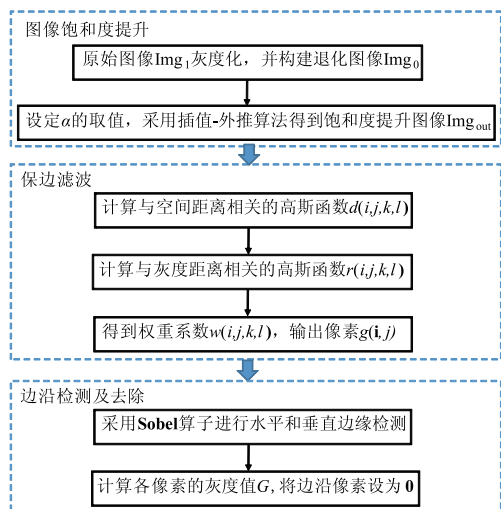 图像饱和度提升
原始图像Img1灰度化，并构建退化图像Img0
设定α的取值，采用插值-外推算法得到饱和度提升图像Imgout
保边滤波
计算与空间距离相关的高斯函数d(i,j,k,l)
计算与灰度距离相关的高斯函数r(i,j,k,l)
得到权重系数w(i,j,k,l)，输出像素g(i,j)
边沿检测及去除
采用Sobel算子进行水平和垂直边缘检测
计算各像素的灰度值G,将边沿像素设为 0